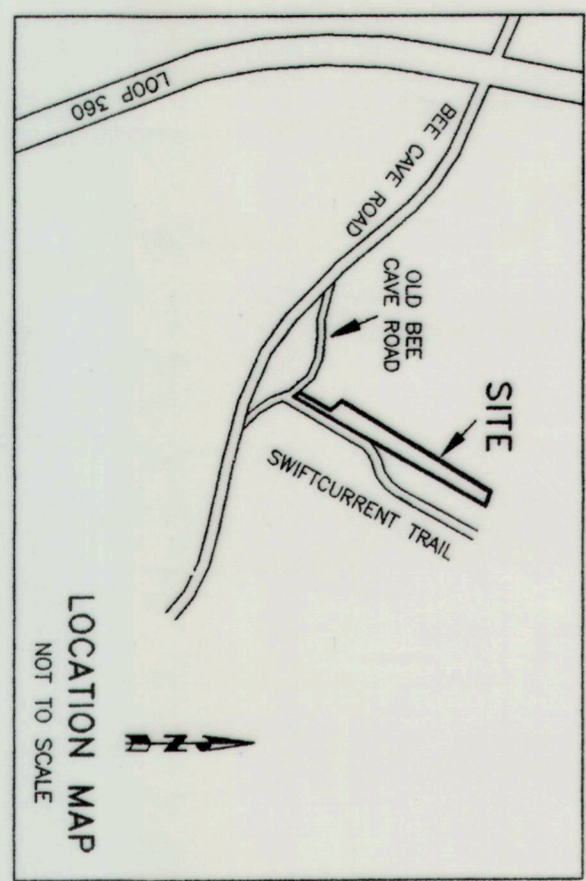 LOOP 360
BEE CAVE ROAD
OLD BEE
CAVE ROAD
SITE
SWIFTCURRENT TRAIL
N
LOCATION MAP
NOT TO SCALE